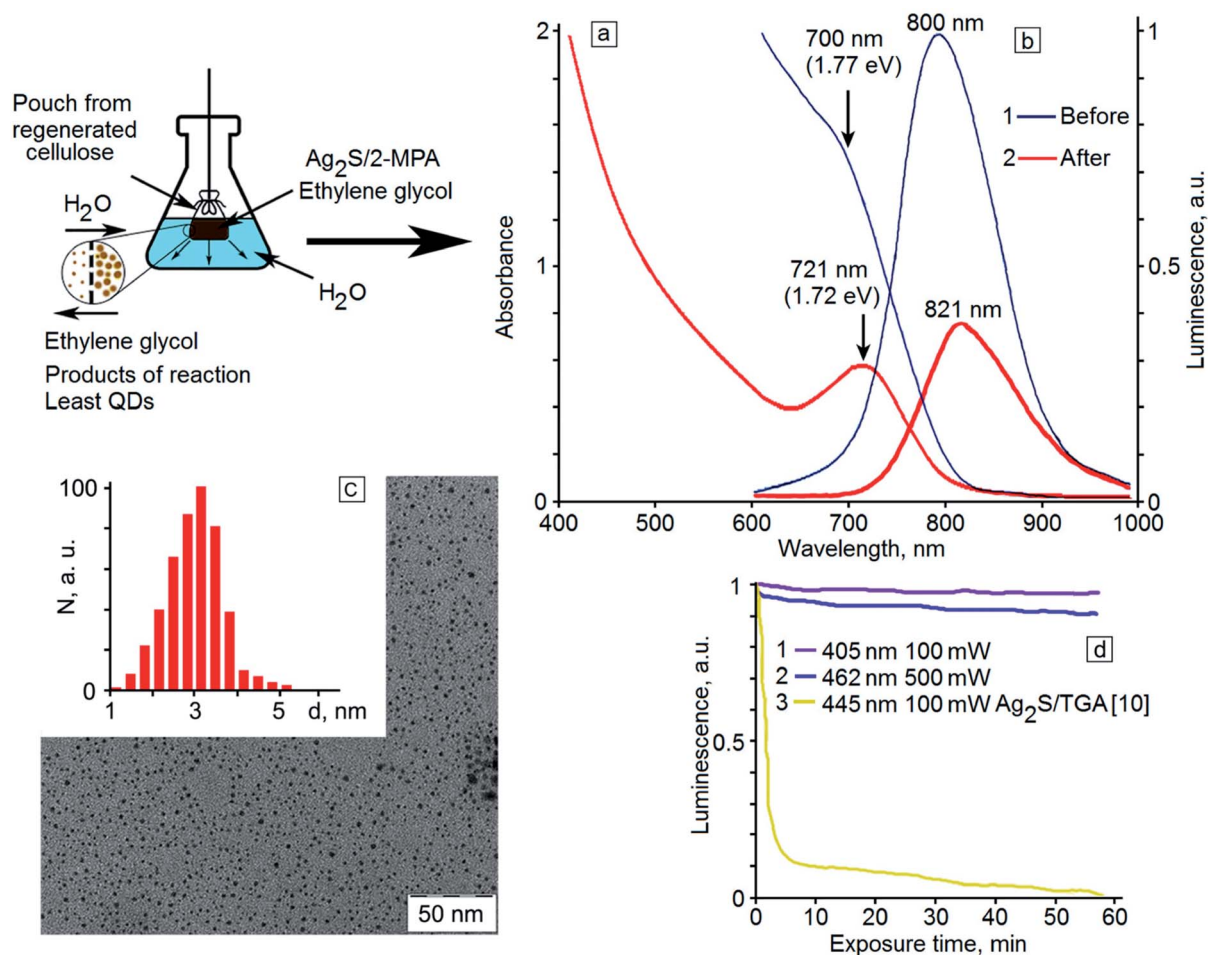 Pouch from
regenerated
cellulose
H2O
Ag2S/2-MPA
Ethylene glycol
H2O
Ethylene glycol
Products of reaction
Least QDs
a
b
2
1
0
Absorbance
700 nm
(1.77 eV)
800 nm
1 Before
2 After
721 nm
(1.72 eV)
821 nm
1
0.5
0
Luminescence, a.u.
400 500 600 700 800 900 1000
Wavelength, nm
c
100
0
N, a. u.
1 3 5 d, nm
50 nm
d
1
0.5
0
Luminescence, a.u.
1 405 nm 100 mW
2 462 nm 500 mW
3 445 nm 100 mW Ag2S/TGA [10]
0 10 20 30 40 50 60
Exposure time, min